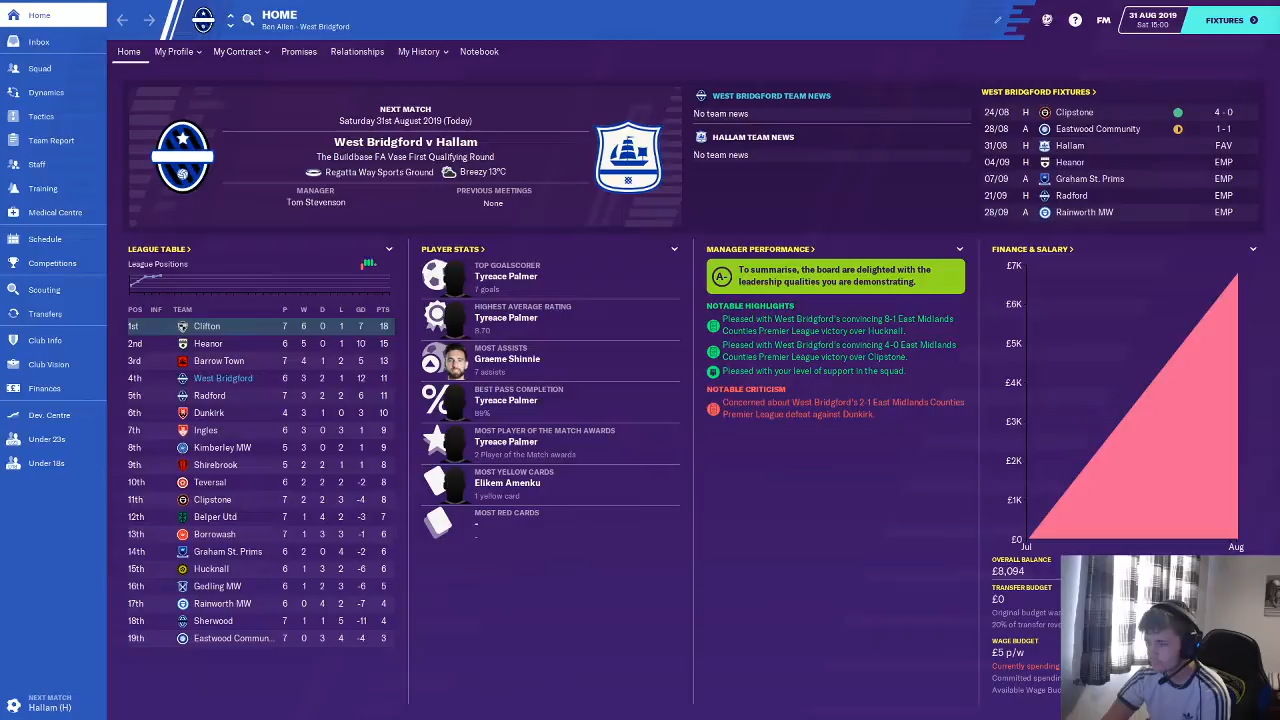 Home
Inbox
Squad
Dynamics
Tactics
Team Report
Staff
Training
Medical Centre
Schedule
Competitions
Scouting
Transfers
Club Info
Club Vision
Finances
Dev. Centre
Under 23s
Under 18s
NEXT MATCH
Hallam (H)
HOME
Ben Allen - West Bridgford
?
FM
31 AUG 2019
Sat 15:00
FIXTURES
Home My Profile My Contract Promises Relationships My History Notebook
NEXT MATCH
Saturday 31st August 2019 (Today)
West Bridgford v Hallam
The Buildbase FA Vase First Qualifying Round
Regatta Way Sports Ground Breezy 13°C
MANAGER PREVIOUS MEETINGS
Tom Stevenson None
WEST BRIDGFORD TEAM NEWS
No team news
HALLAM TEAM NEWS
No team news
WEST BRIDGFORD FIXTURES >
24/08 H Clipstone 4 - 0
28/08 A Eastwood Community 1 - 1
31/08 H Hallam FAV
04/09 H Heanor EMP
07/09 A Graham St. Prims EMP
21/09 H Radford EMP
28/09 A Rainworth MW EMP
LEAGUE TABLE >
League Positions
POS INF TEAM P W D L GD PTS
1st Clifton 7 6 0 1 7 18
2nd Heanor 6 5 0 1 10 15
3rd Barrow Town 7 4 1 2 5 13
4th West Bridgford 6 3 2 1 12 11
5th Radford 7 3 2 2 6 11
6th Dunkirk 4 3 1 0 3 10
7th Ingles 6 3 0 3 1 9
8th Kimberley MW 5 3 0 2 1 9
9th Shirebrook 5 2 2 1 1 8
10th Teversal 6 2 2 2 -2 8
11th Clipstone 7 2 2 3 -4 8
12th Belper Utd 7 1 4 2 -3 7
13th Borrowash 7 1 3 3 -1 6
14th Graham St. Prims 6 2 0 4 -2 6
15th Hucknall 6 1 3 2 -6 6
16th Gedling MW 6 1 2 3 -6 5
17th Rainworth MW 6 0 4 2 -7 4
18th Sherwood 7 1 1 5 -11 4
19th Eastwood Commun... 7 0 3 4 -4 3
PLAYER STATS >
TOP GOALSCORER
Tyreace Palmer
7 goals
HIGHEST AVERAGE RATING
Tyreace Palmer
8.70
MOST ASSISTS
Graeme Shinnie
7 assists
BEST PASS COMPLETION
Tyreace Palmer
89%
MOST PLAYER OF THE MATCH AWARDS
Tyreace Palmer
2 Player of the Match awards
MOST YELLOW CARDS
Elikem Amenku
1 yellow card
MOST RED CARDS
-
-
MANAGER PERFORMANCE >
A-
To summarise, the board are delighted with the
leadership qualities you are demonstrating.
NOTABLE HIGHLIGHTS
Pleased with West Bridgford's convincing 8-1 East Midlands
Counties Premier League victory over Hucknall.
Pleased with West Bridgford's convincing 4-0 East Midlands
Counties Premier League victory over Clipstone.
Pleased with your level of support in the squad.
NOTABLE CRITICISM
Concerned about West Bridgford's 2-1 East Midlands Counties
Premier League defeat against Dunkirk.
FINANCE & SALARY >
£7K
£6K
£5K
£4K
£3K
£2K
£1K
£0
Jul Aug
OVERALL BALANCE
£8,094
TRANSFER BUDGET
£0
Original budget was
20% of transfer reve
WAGE BUDGET
£5 p/w
Currently spending
Committed spendin
Available Wage Bud